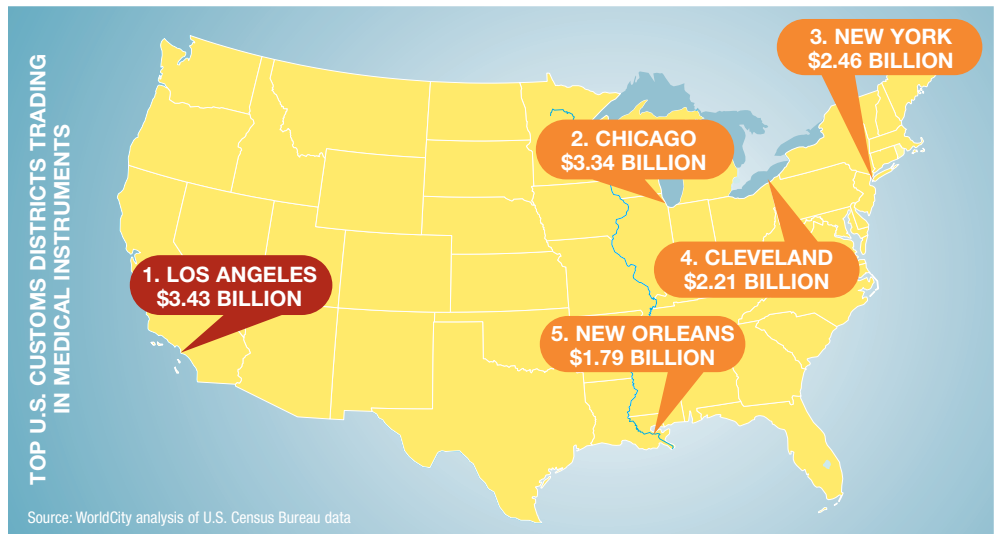 TOP U.S. CUSTOMS DISTRICTS TRADING
IN MEDICAL INSTRUMENTS
3. NEW YORK
$2.46 BILLION
2. CHICAGO
$3.34 BILLION
4. CLEVELAND
$2.21 BILLION
1. LOS ANGELES
$3.43 BILLION
5. NEW ORLEANS
$1.79 BILLION
Source: WorldCity analysis of U.S. Census Bureau data